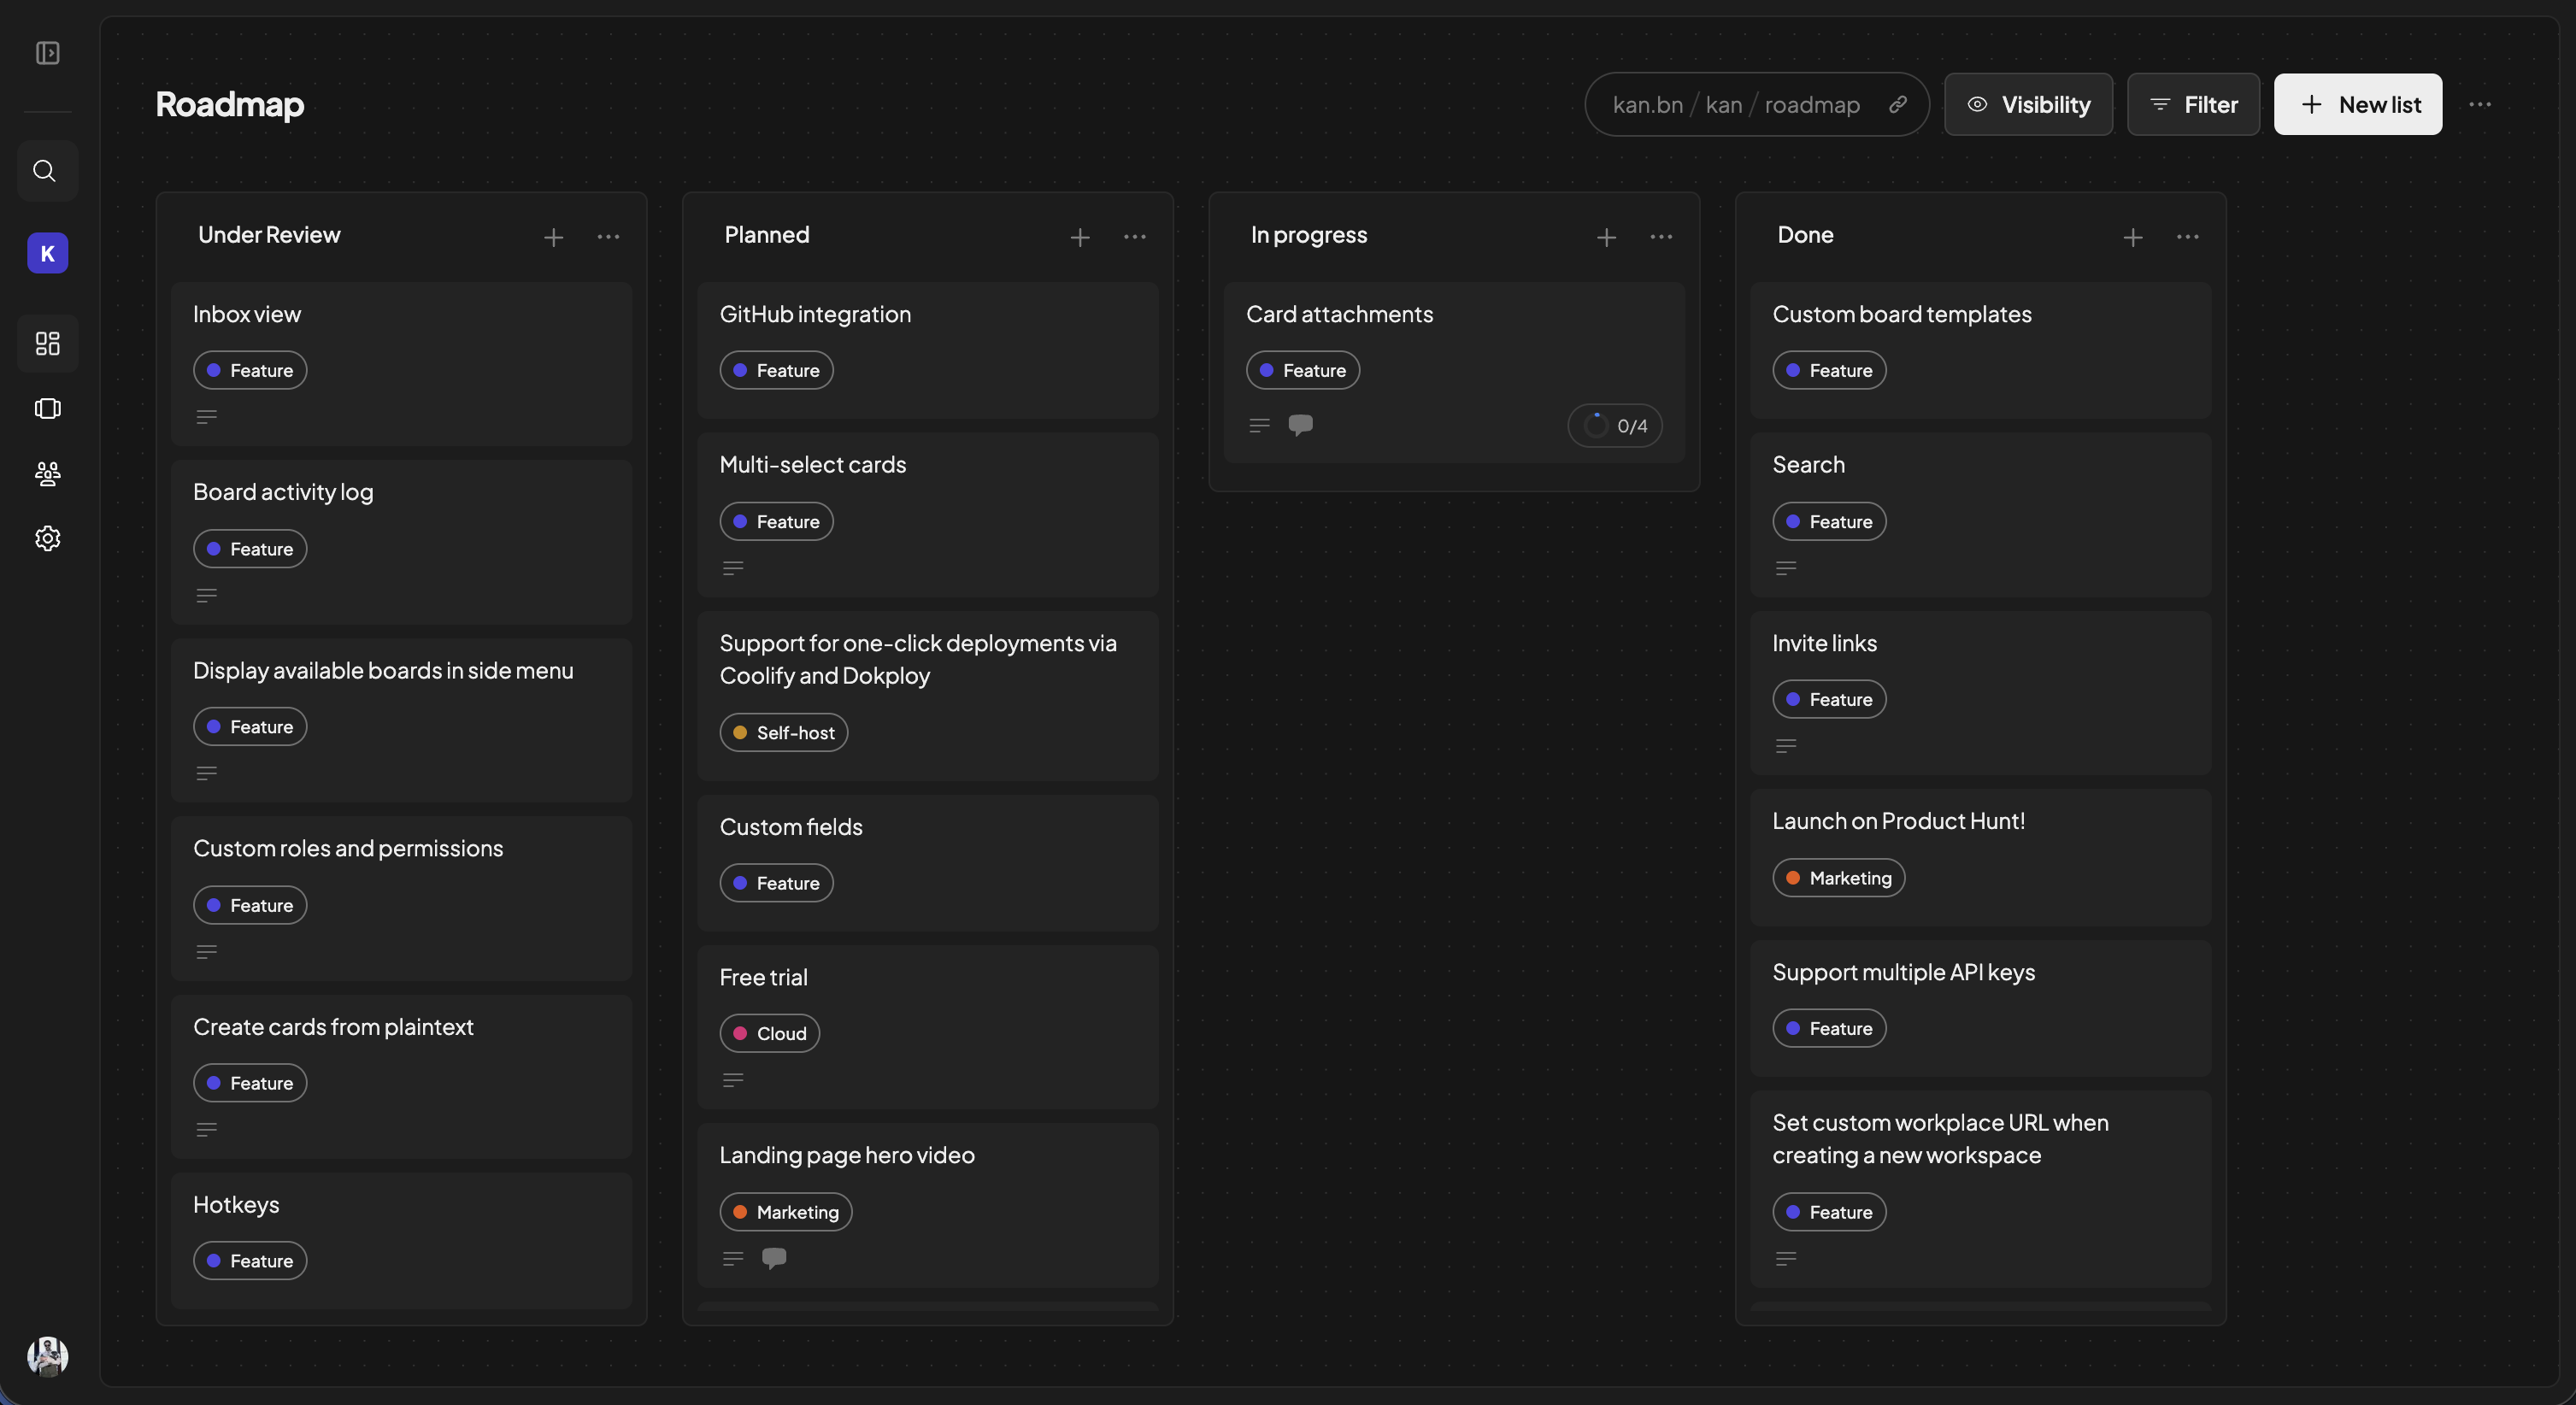 Roadmap
kan.bn / kan / roadmap
Visibility
Filter
New list
K
Under Review
Inbox view
Feature
Board activity log
Feature
Display available boards in side menu
Feature
Custom roles and permissions
Feature
Create cards from plaintext
Feature
Hotkeys
Feature
Planned
GitHub integration
Feature
Multi-select cards
Feature
Support for one-click deployments via
Coolify and Dokploy
Self-host
Custom fields
Feature
Free trial
Cloud
Landing page hero video
Marketing
In progress
Card attachments
Feature
0/4
Done
Custom board templates
Feature
Search
Feature
Invite links
Feature
Launch on Product Hunt!
Marketing
Support multiple API keys
Feature
Set custom workplace URL when
creating a new workspace
Feature